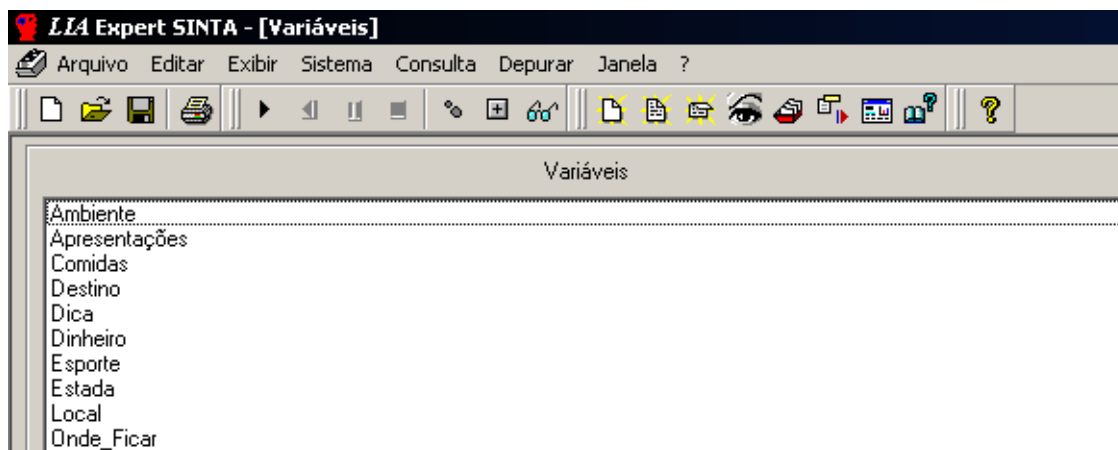 LIA Expert SINTA - [Variáveis]
Arquivo Editar Exibir Sistema Consulta Depurar Janela ?
Variáveis
Ambiente
Apresentações
Comidas
Destino
Dica
Dinheiro
Esporte
Estada
Local
Onde_Ficar